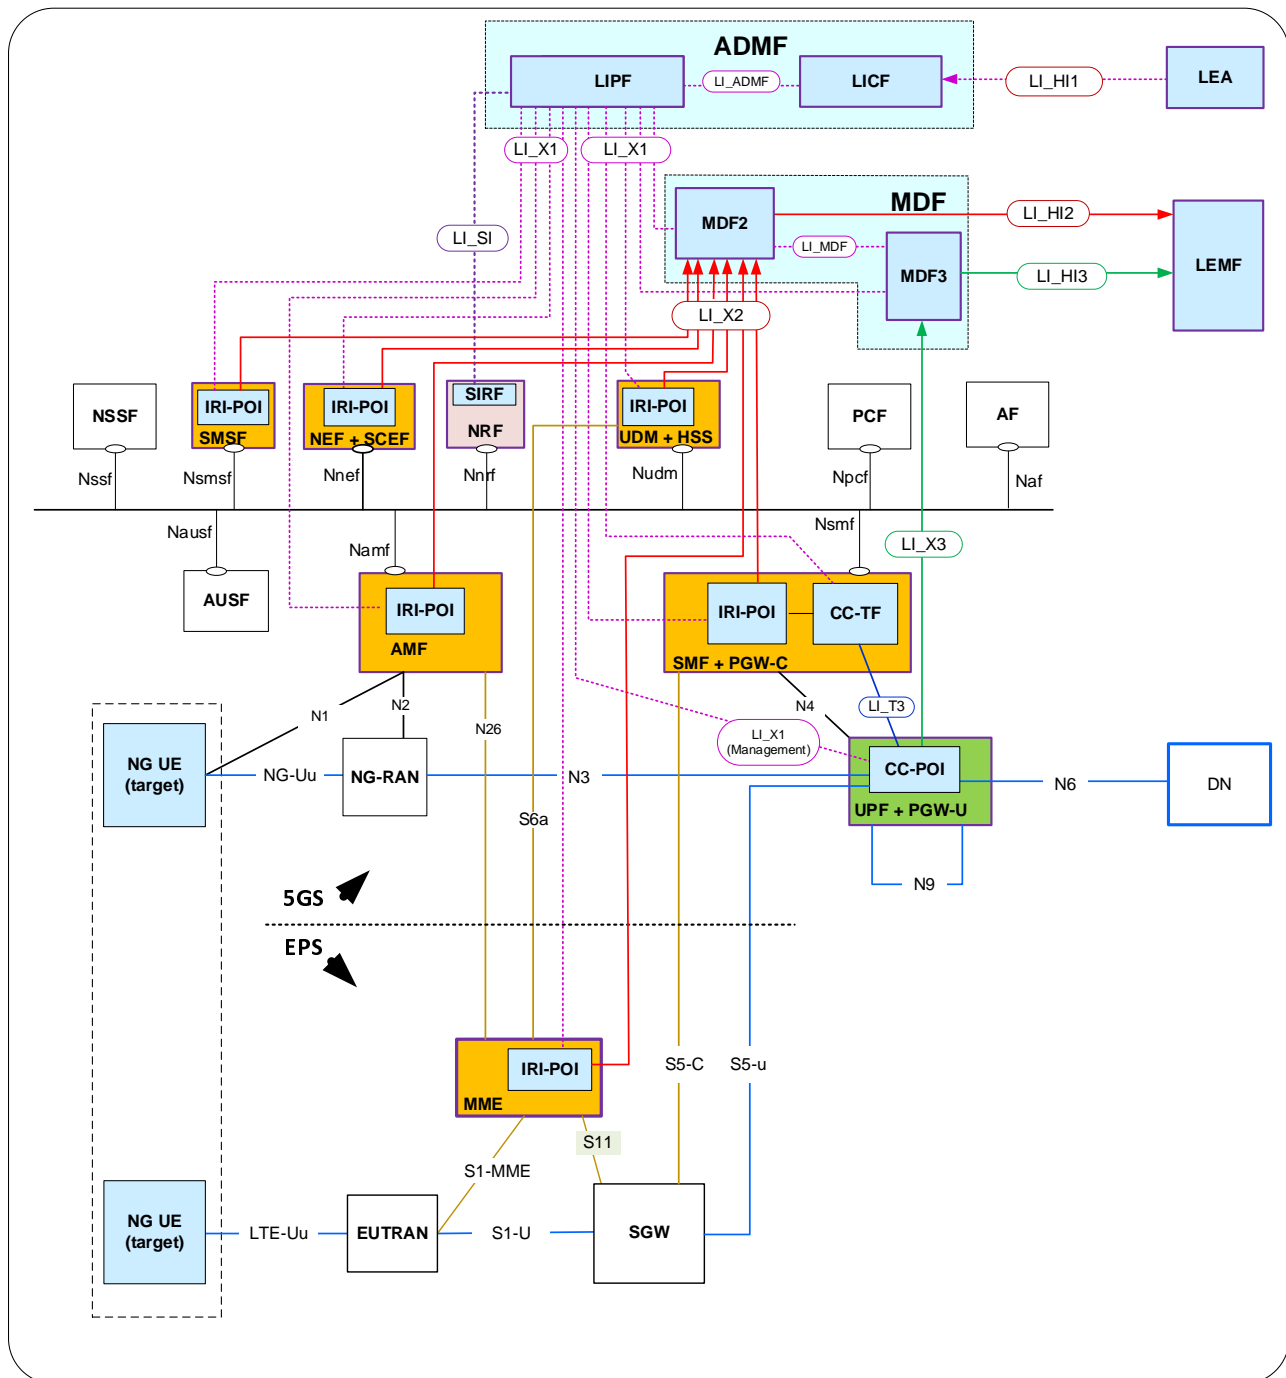 ADMF
LIPF
LI_ADMF
LICF
LI_HI1
LEA
LI_X1
LI_X1
MDF
MDF2
LI_HI2
LI_SI
LI_MDF
LEMF
MDF3
LI_HI3
LI_X2
NSSF
IRI-POI
SMSF
IRI-POI
NEF + SCEF
SIRF
NRF
IRI-POI
UDM + HSS
PCF
AF
Nssf
Nsmsf
Nnef
Nnrf
Nudm
Npcf
Naf
Nausf
Namf
Nsmf
LI_X3
AUSF
IRI-POI
AMF
IRI-POI
CC-TF
SMF + PGW-C
N1
N2
N26
N4
LI_T3
LI_X1
(Management)
NG UE
(target)
NG-Uu
NG-RAN
N3
CC-POI
UPF + PGW-U
N6
DN
S6a
N9
5GS
EPS
IRI-POI
MME
S5-C
S5-u
S11
S1-MME
NG UE
(target)
LTE-Uu
EUTRAN
S1-U
SGW